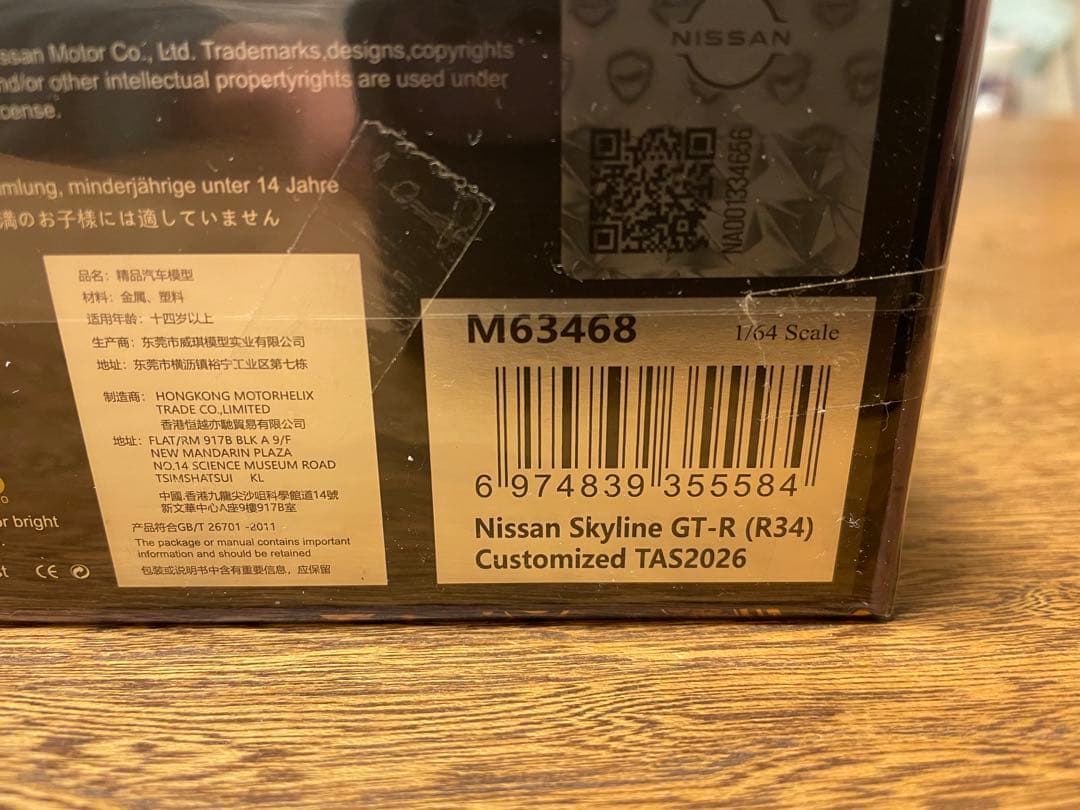 ssan Motor Co., Ltd. Trademarks,designs,copyrights
nd/or other intellectual propertyrights are used under
cense.
mlung, minderjährige unter 14 Jahre
満のお子様には適していません
NISSAN
NA001334656
品名: 精品汽车模型
材料: 金属、塑料
适用年龄: 十四岁以上
生产商: 东莞市威琪模型实业有限公司
地址: 东莞市横沥镇裕宁工业区第七栋
制造商: HONGKONG MOTORHELIX
TRADE CO.,LIMITED
香港恒越亦馳貿易有限公司
地址: FLAT/RM 917B BLK A 9/F
NEW MANDARIN PLAZA
NO.14 SCIENCE MUSEUM ROAD
TSIMSHATSUI KL
中國.香港九龍尖沙咀科學館道14號
新文華中心A座9樓917B室
产品符合GB/T 26701 -2011
The package or manual contains important
information and should be retained
包装或说明书中含有重要信息，应保留
or bright
st CE
M63468 1/64 Scale
6 974839 355584
Nissan Skyline GT-R (R34)
Customized TAS2026